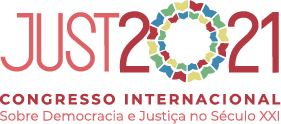 JUST2021
CONGRESSO INTERNACIONAL
Sobre Democracia e Justiça no Século XXI